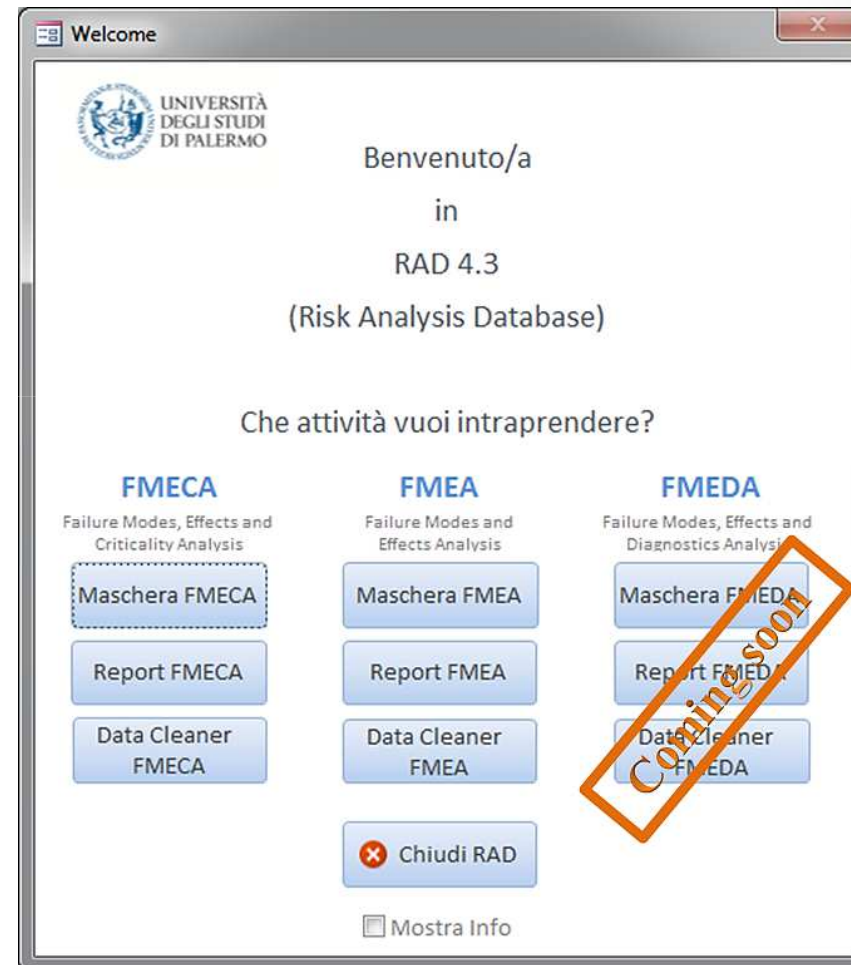 Welcome
UNIVERSITÀ
DEGLI STUDI
DI PALERMO
Benvenuto/a
in
RAD 4.3
(Risk Analysis Database)
Che attività vuoi intraprendere?
FMECA
Failure Modes, Effects and
Criticality Analysis
Maschera FMECA
Report FMECA
Data Cleaner
FMECA
FMEA
Failure Modes and
Effects Analysis
Maschera FMEA
Report FMEA
Data Cleaner
FMEA
FMEDA
Failure Modes, Effects and
Diagnostics Analysis
Maschera FMEDA
Report FMEDA
Data Cleaner
FMEDA
Coming soon
Chiudi RAD
Mostra Info